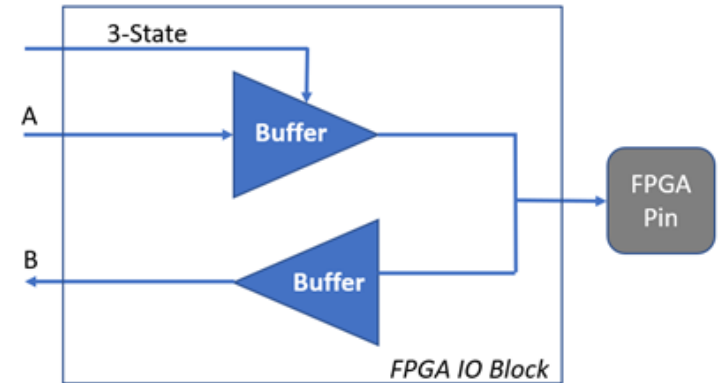 3-State
A
Buffer
FPGA
Pin
B
Buffer
FPGA IO Block